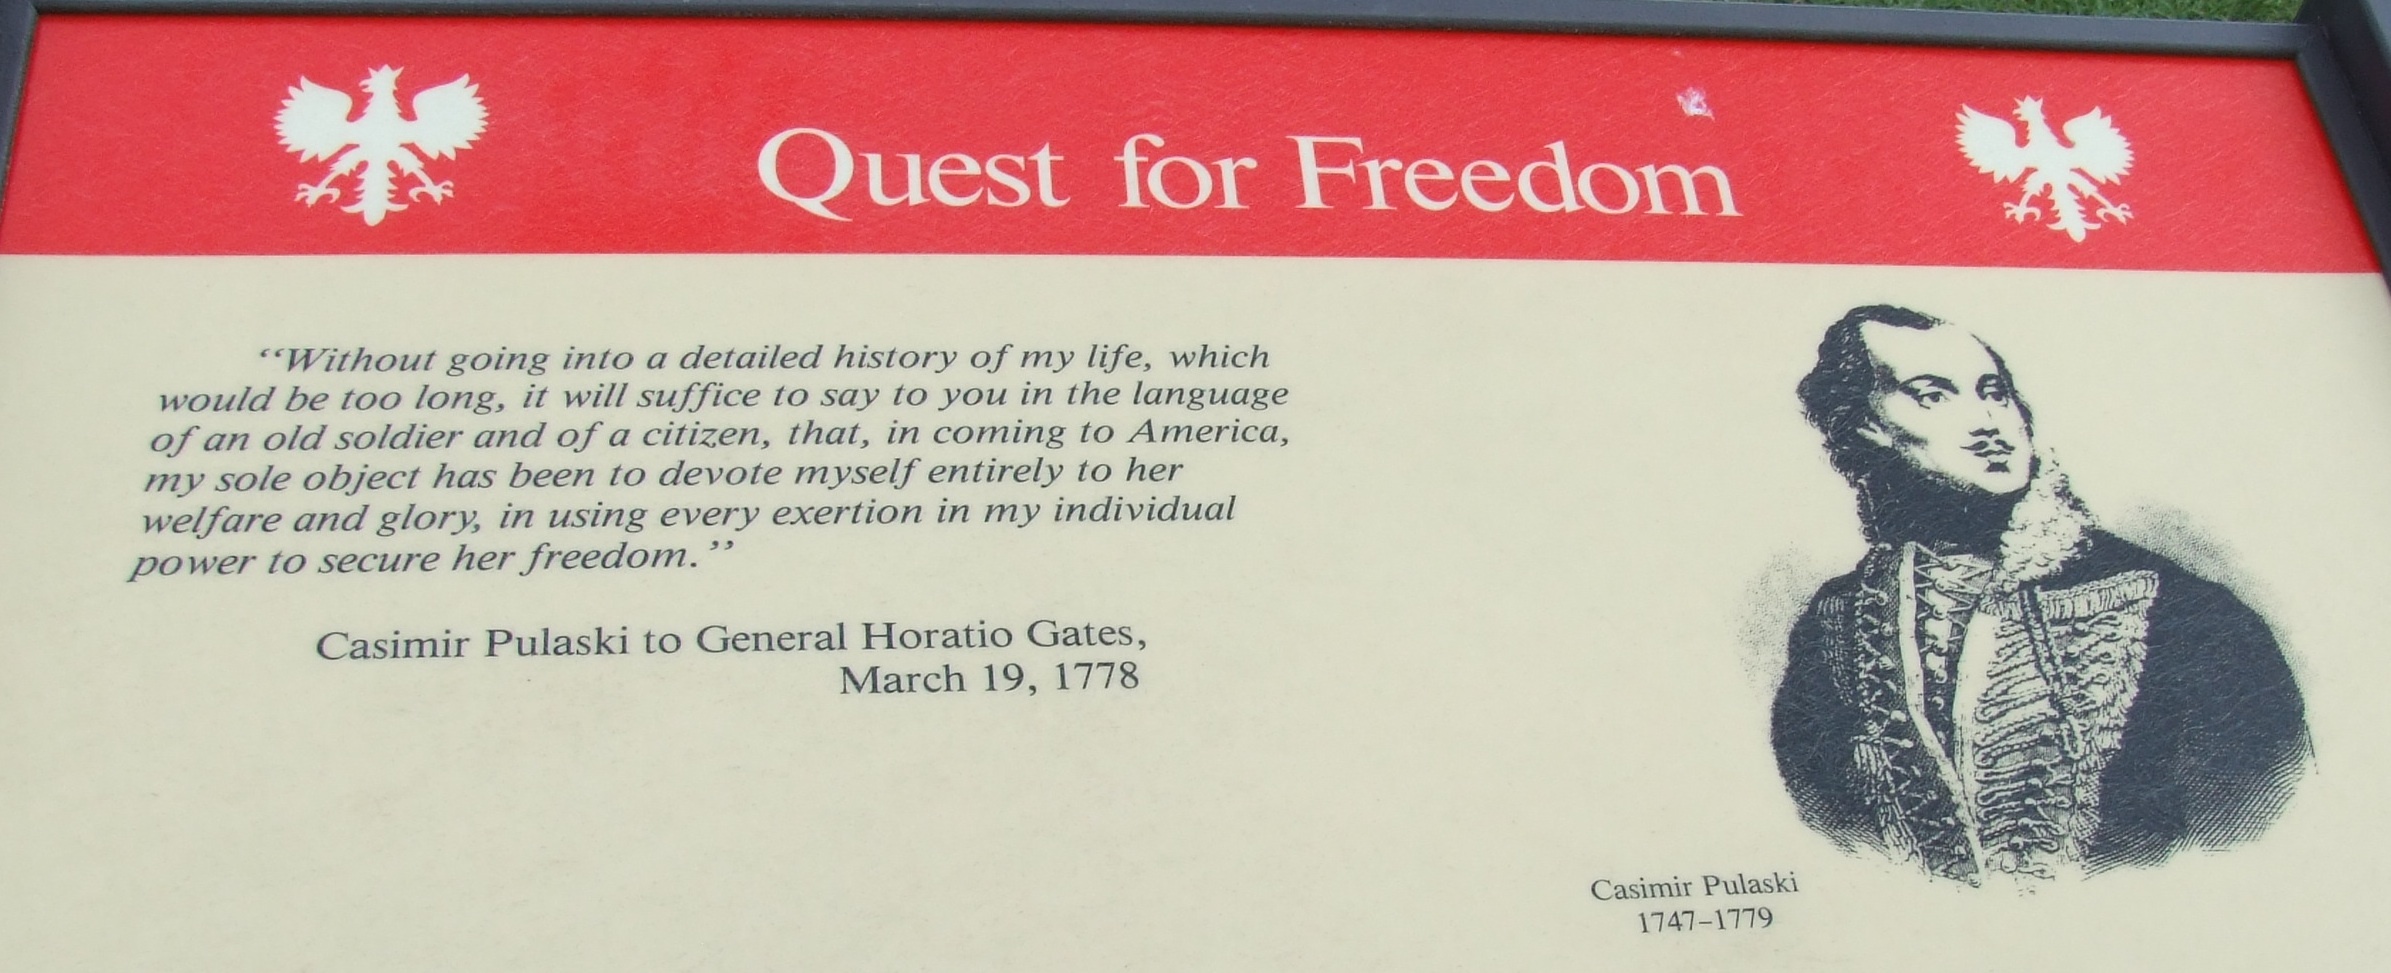 Quest for Freedom
“Without going into a detailed history of my life, which
would be too long, it will suffice to say to you in the language
of an old soldier and of a citizen, that, in coming to America,
my sole object has been to devote myself entirely to her
welfare and glory, in using every exertion in my individual
power to secure her freedom.”
Casimir Pulaski to General Horatio Gates,
March 19, 1778
Casimir Pulaski
1747–1779